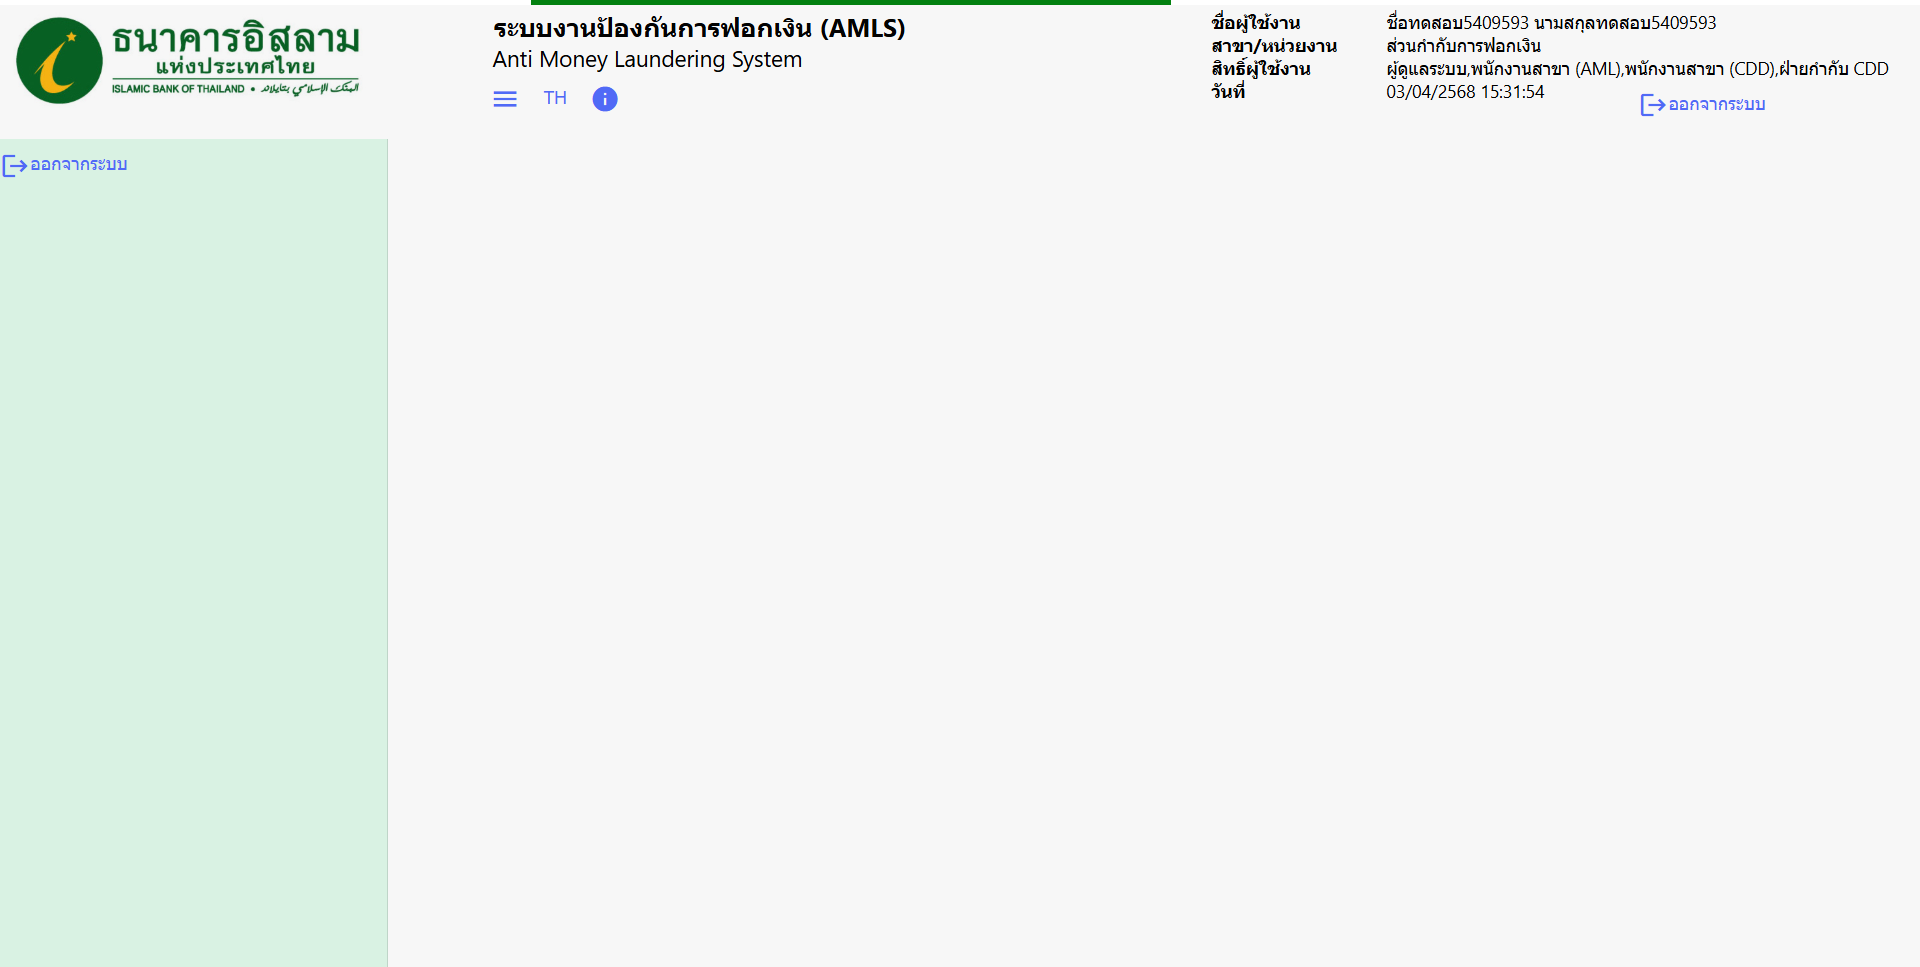 ธนาคารอิสลาม
แห่งประเทศไทย
ISLAMIC BANK OF THAILAND •
ระบบงานป้องกันการฟอกเงิน (AMLS)
Anti Money Laundering System
TH
ชื่อผู้ใช้งาน ชื่อทดสอบ5409593 นามสกุลทดสอบ5409593
สาขา/หน่วยงาน ส่วนกำกับการฟอกเงิน
สิทธิ์ผู้ใช้งาน ผู้ดูแลระบบ,พนักงานสาขา (AML),พนักงานสาขา (CDD),ฝ่ายกำกับ CDD
วันที่ 03/04/2568 15:31:54
ออกจากระบบ
ออกจากระบบ